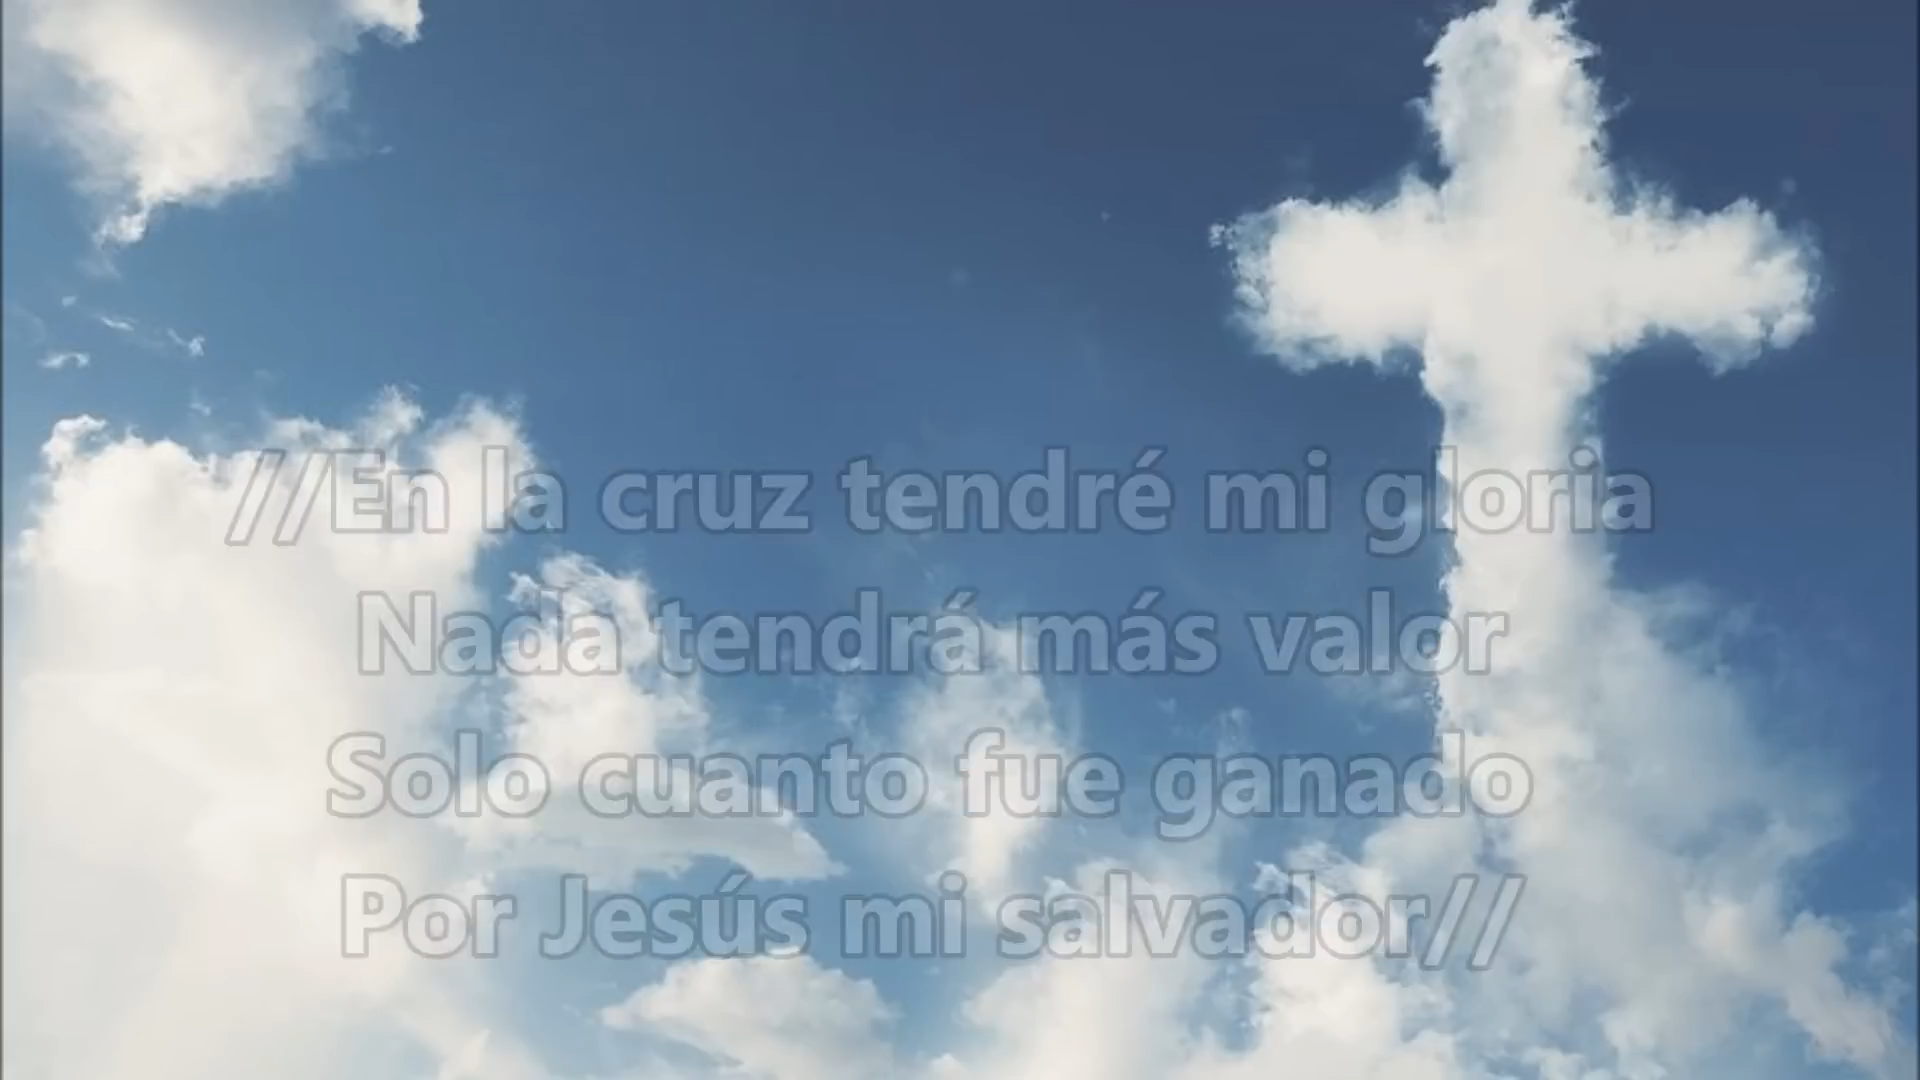 //En la cruz tendré mi gloria
Nada tendrá más valor
Solo cuanto fue ganado
Por Jesús mi salvador//